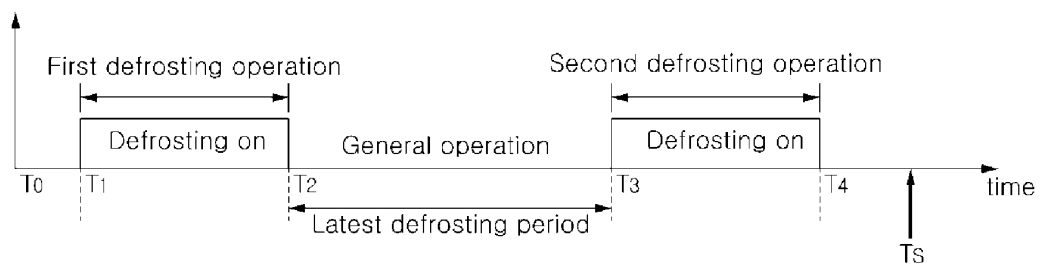 First defrosting operation
Second defrosting operation
Defrosting on
General operation
Defrosting on
T0
T1
T2
T3
T4
time
Latest defrosting period
TS